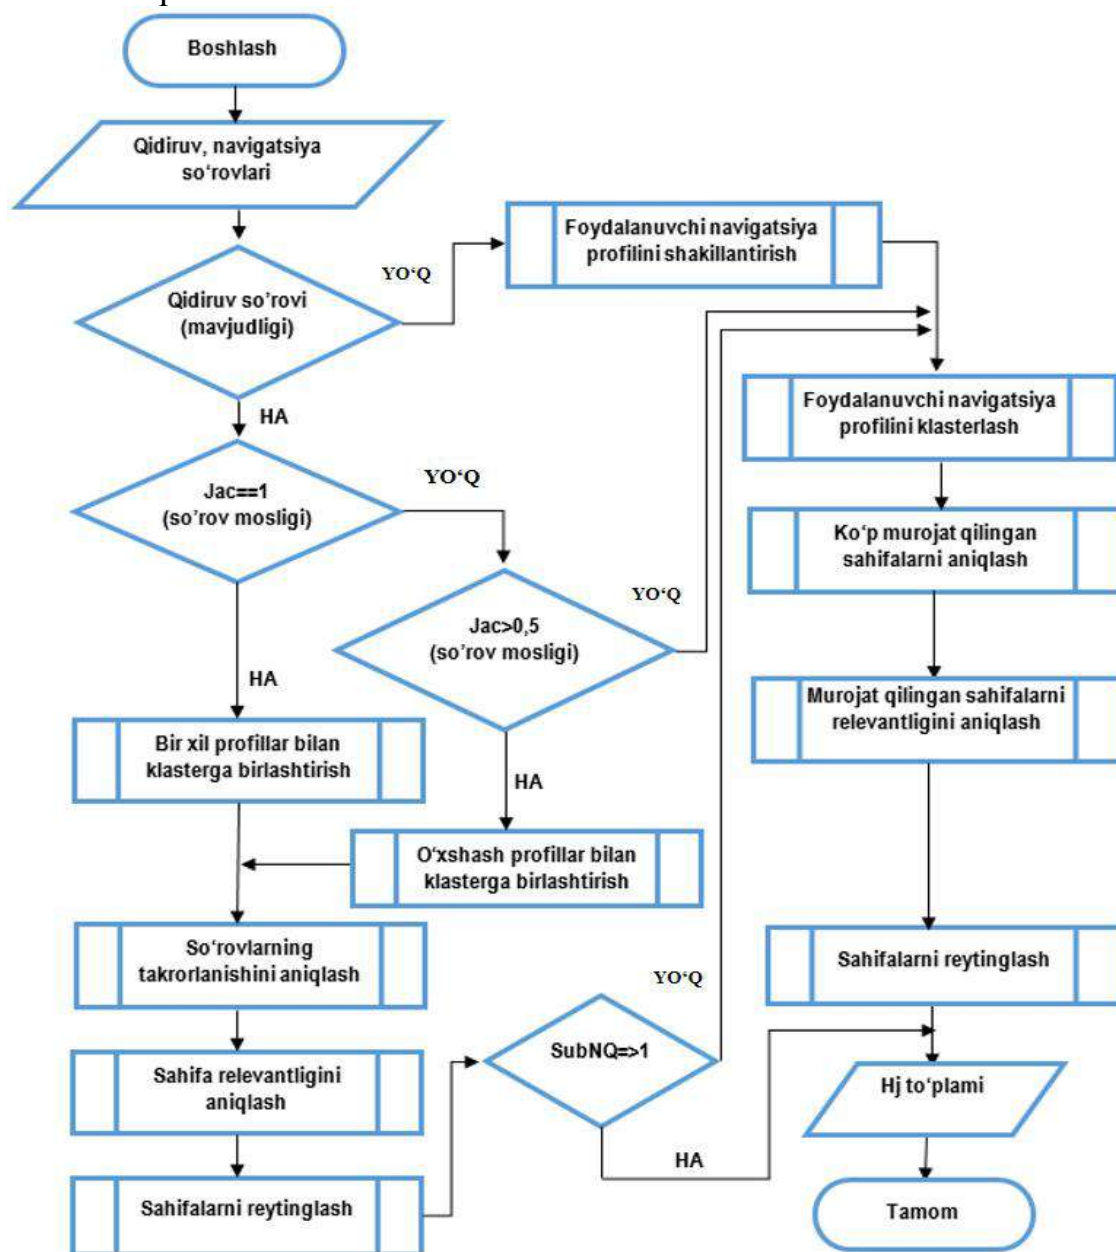 Boshlash
Qidiruv, navigatsiya
so‘rovlari
Qidiruv so’rovi
(mavjudligi)
YO‘Q
Foydalanuvchi navigatsiya
profilini shakillantirish
HA
Jac==1
(so’rov mosligi)
YO‘Q
Jac>0,5
(so’rov mosligi)
YO‘Q
HA
Bir xil profillar bilan
klasterga birlashtirish
HA
O‘xshash profillar bilan
klasterga birlashtirish
So‘rovlarning
takrorlanishini aniqlash
Sahifa relevantligini
aniqlash
Sahifalarni reytinglash
SubNQ=>1
YO‘Q
HA
Foydalanuvchi navigatsiya
profilini klasterlash
Ko‘p murojat qilingan
sahifalarni aniqlash
Murojat qilingan sahifalarni
relevantligini aniqlash
Sahifalarni reytinglash
Hj to‘plami
Tamom